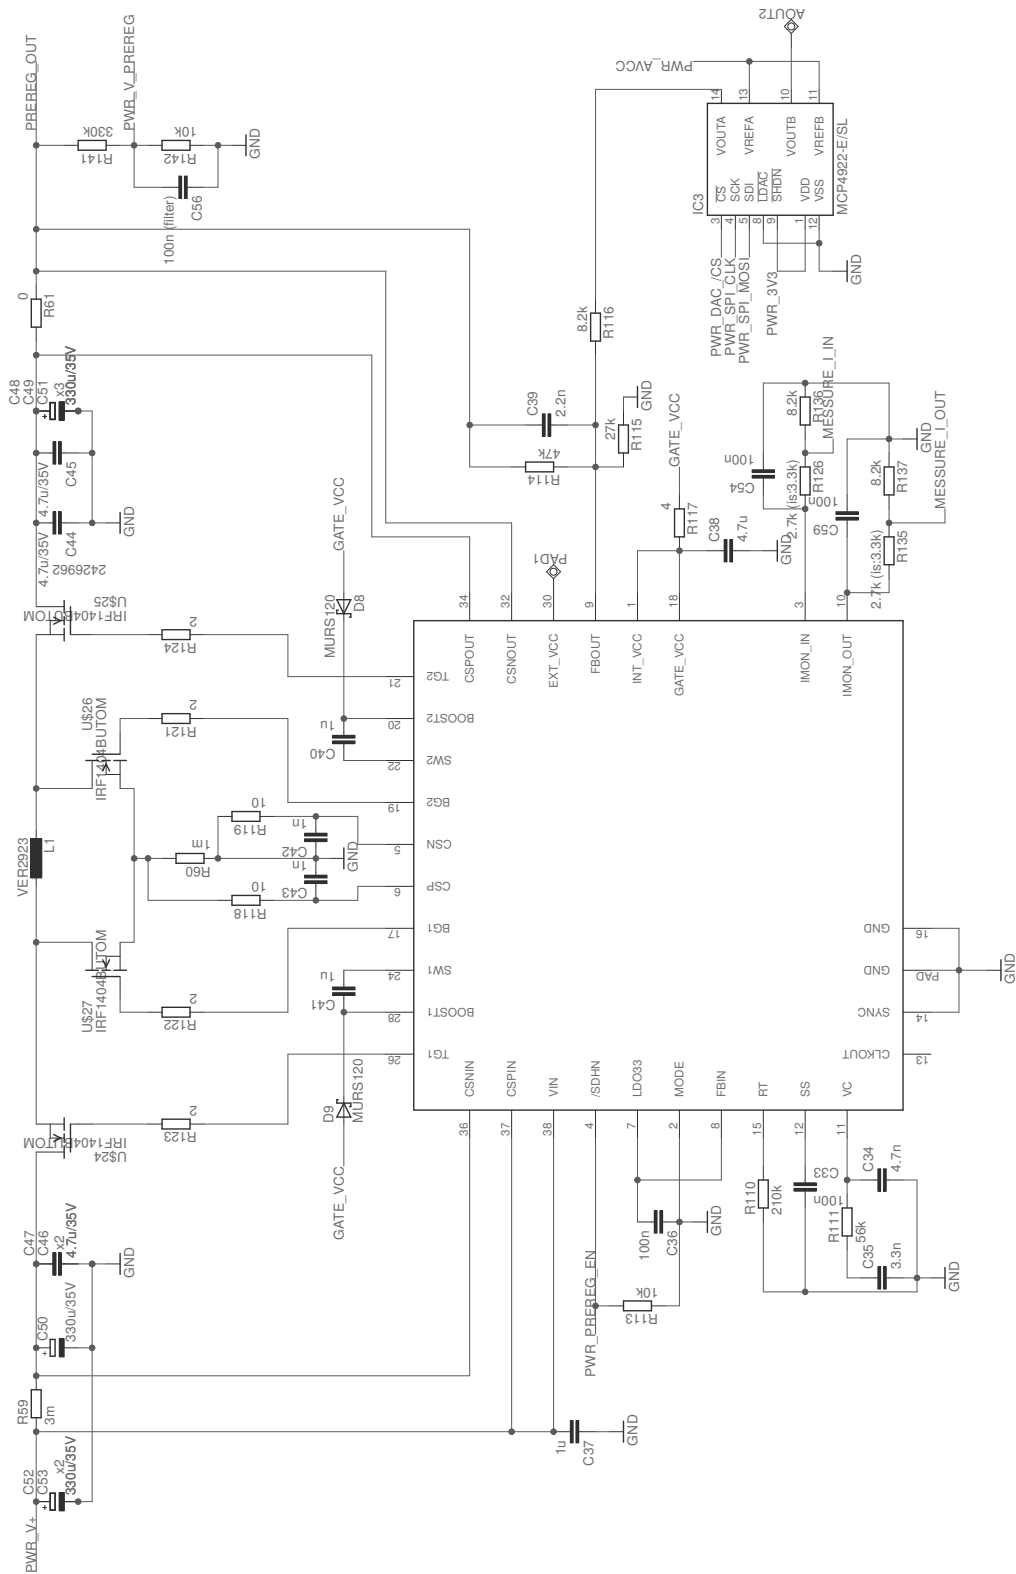 PREREG_OUT
PWR_V_PREREG
R141
330k
R142
10k
GND
C56
100n (filter)
R61
0
C48
C49
C51
x3
330u/35V
C45
4.7u/35V
C44
4.7u/35V
GND
2426962
U$25
IRF1404BUTOM
R124
2
U$26
IRF1404BUTOM
R121
2
VER2923
L1
R60
1m
R119
10
C42
1n
GND
C43
1n
R118
10
U$27
IRF1404BUTOM
R122
2
U$24
IRF1404BUTOM
R123
2
C47
C46
x2
4.7u/35V
GND
C50
330u/35V
R59
3m
C52
C53
x2
330u/35V
PWR_V+
GATE_VCC
D8
MURS120
C40
1u
C41
1u
D9
MURS120
GATE_VCC
AOUT2
PWR_AVCC
14
13
10
11
VOUTA
VREFA
VOUTB
VREFB
CS
SCK
SDI
LDAC
SHDN
VDD
VSS
IC3
MCP4922-E/SL
3
4
5
8
9
1
12
PWR_DAC_/CS
PWR_SPI_CLK
PWR_SPI_MOSI
PWR_3V3
GND
R116
8.2k
C39
2.2n
R114
47k
R115
27k
GND
GATE_VCC
R117
4
C38
4.7u
GND
PAD1
C54
100n
R136
8.2k
MESSURE_I_IN
R126
2.7k (is:3.3k)
C59
100n
GND
R137
8.2k
MESSURE_I_OUT
R135
2.7k (is:3.3k)
34
32
30
9
1
18
3
10
CSPOUT
CSNOUT
EXT_VCC
FBOUT
INT_VCC
GATE_VCC
IMON_IN
IMON_OUT
21
TG2
20
BOOST2
22
SW2
19
BG2
5
CSN
6
CSP
17
BG1
24
SW1
28
BOOST1
26
TG1
GND
16
GND
PAD
SYNC
14
CLKOUT
13
GND
CSNIN
CSPIN
VIN
/SDHN
LDO33
MODE
FBIN
RT
SS
VC
36
37
38
4
7
2
8
15
12
11
C36
100n
GND
PWR_PREREG_EN
R113
10k
C37
1u
GND
R110
210k
C33
100n
R111
56k
C34
4.7n
C35
3.3n
GND